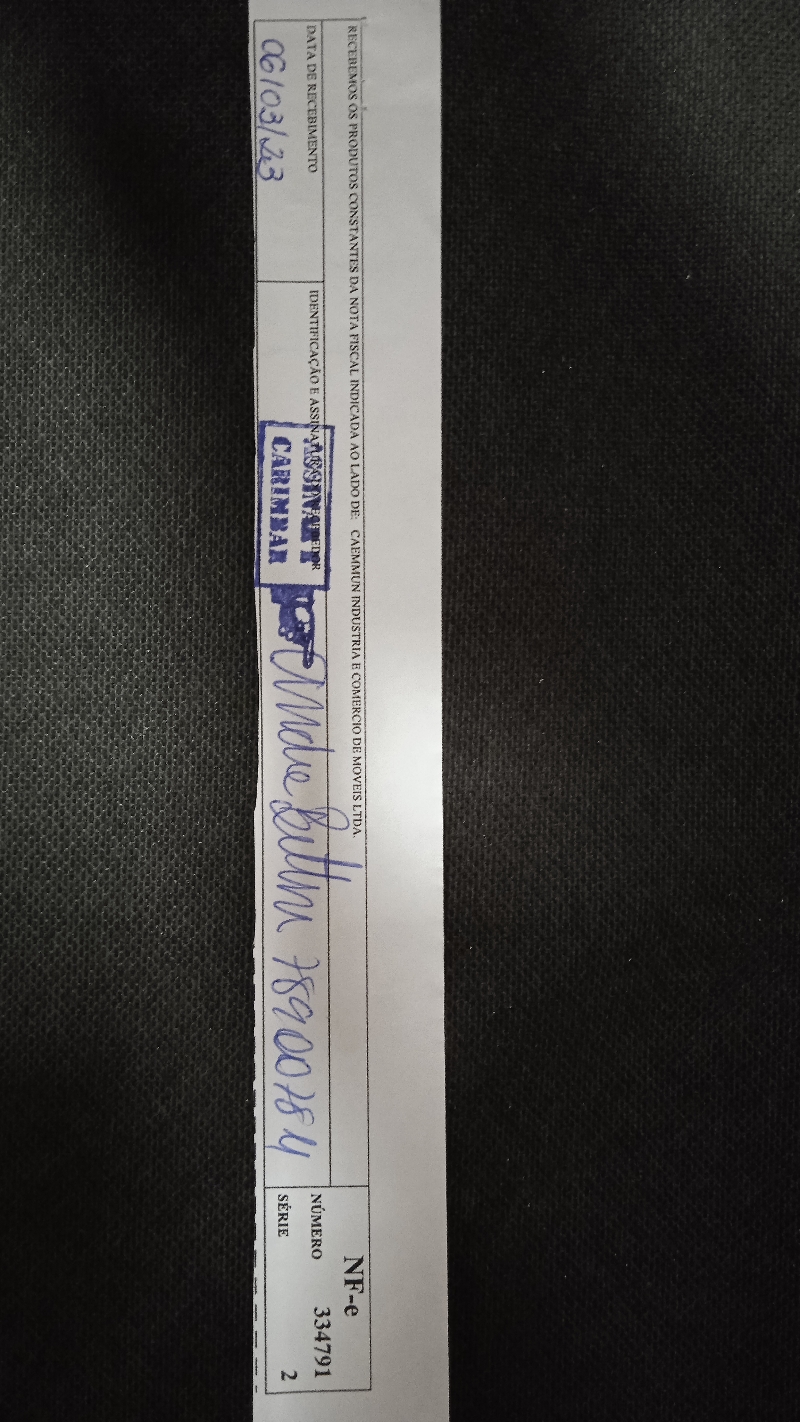 RECEBEMOS OS PRODUTOS CONSTANTES DA NOTA FISCAL INDICADA AO LADO DE: CAEMMUN INDUSTRIA E COMERCIO DE MOVEIS LTDA.
DATA DE RECEBIMENTO
06/03/23
IDENTIFICAÇÃO E ASSINATURA DO RECEBEDOR
ASSINAR E
CARIMBAR
78900784
NF-e
NÚMERO 334791
SÉRIE 2